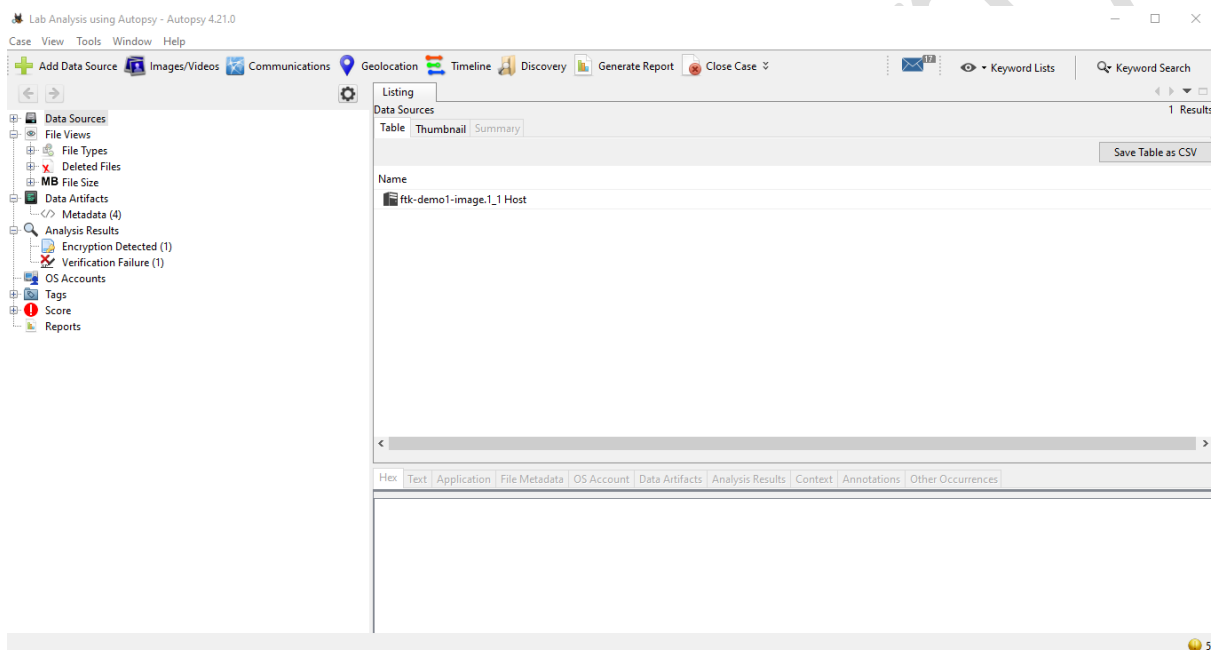 Lab Analysis using Autopsy - Autopsy 4.21.0
Case View Tools Window Help
Add Data Source Images/Videos Communications Geolocation Timeline Discovery Generate Report Close Case 17 Keyword Lists Keyword Search
Listing
Data Sources 1 Results
Table Thumbnail Summary
Save Table as CSV
Name
ftk-demo1-image.1_1 Host
Data Sources
File Views
File Types
Deleted Files
MB File Size
Data Artifacts
Metadata (4)
Analysis Results
Encryption Detected (1)
Verification Failure (1)
OS Accounts
Tags
Score
Reports
Hex Text Application File Metadata OS Account Data Artifacts Analysis Results Context Annotations Other Occurrences
5